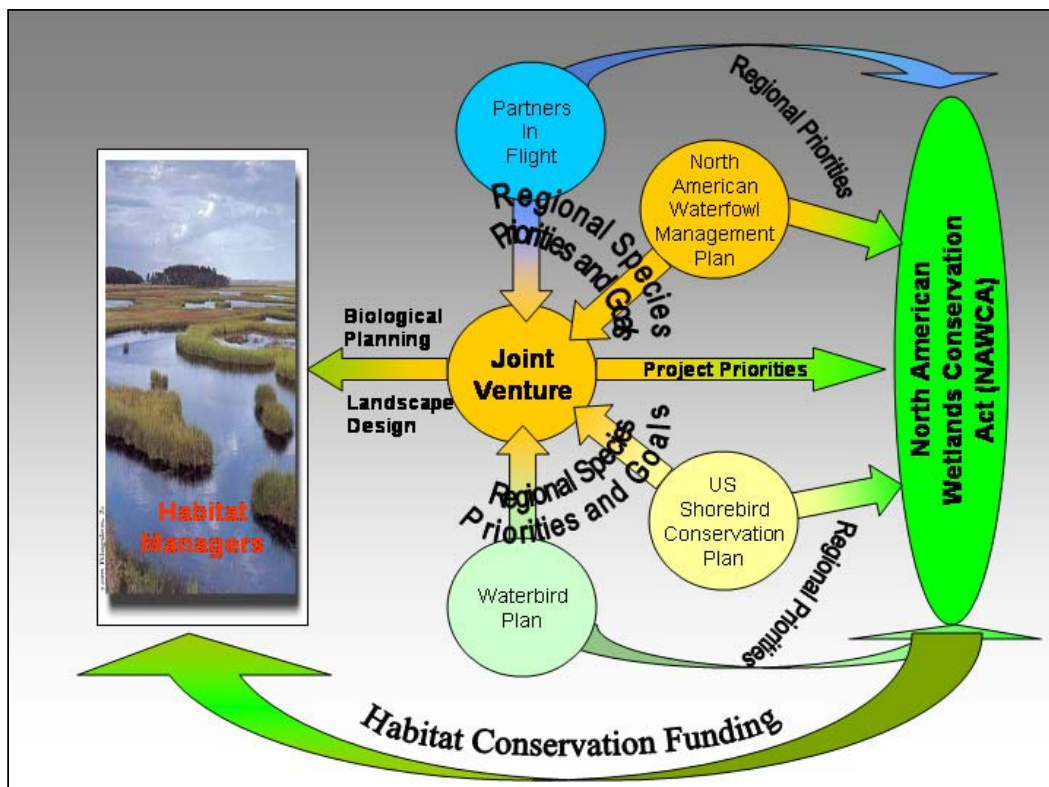 Partners
In
Flight
Regional Priorities
North
American
Waterfowl
Management
Plan
Regional Species
Priorities and Goals
Biological
Planning
Joint
Venture
Project Priorities
Landscape
Design
North American
Wetlands Conservation
Act (NAWCA)
Regional Species
Priorities and Goals
US
Shorebird
Conservation
Plan
Habitat
Managers
Waterbird
Plan
Regional Priorities
Habitat Conservation Funding